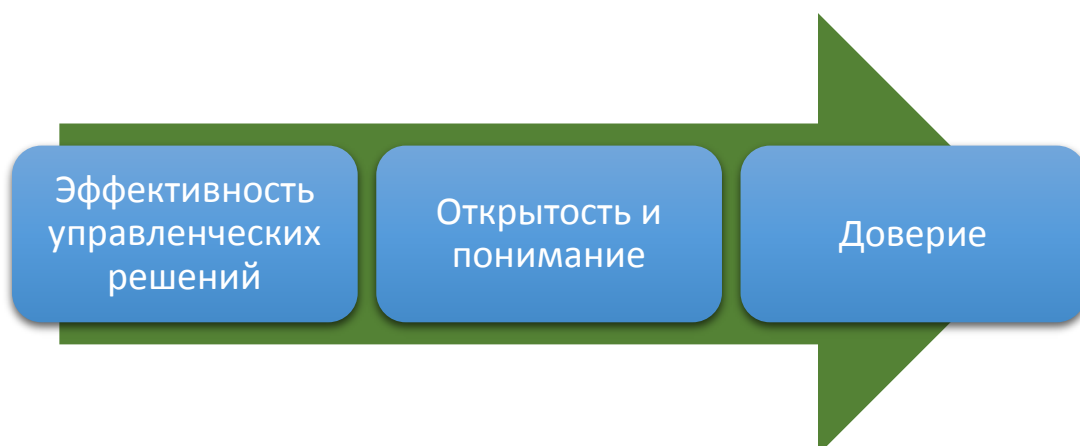 Эффективность
управленческих
решений
Открытость и
понимание
Доверие